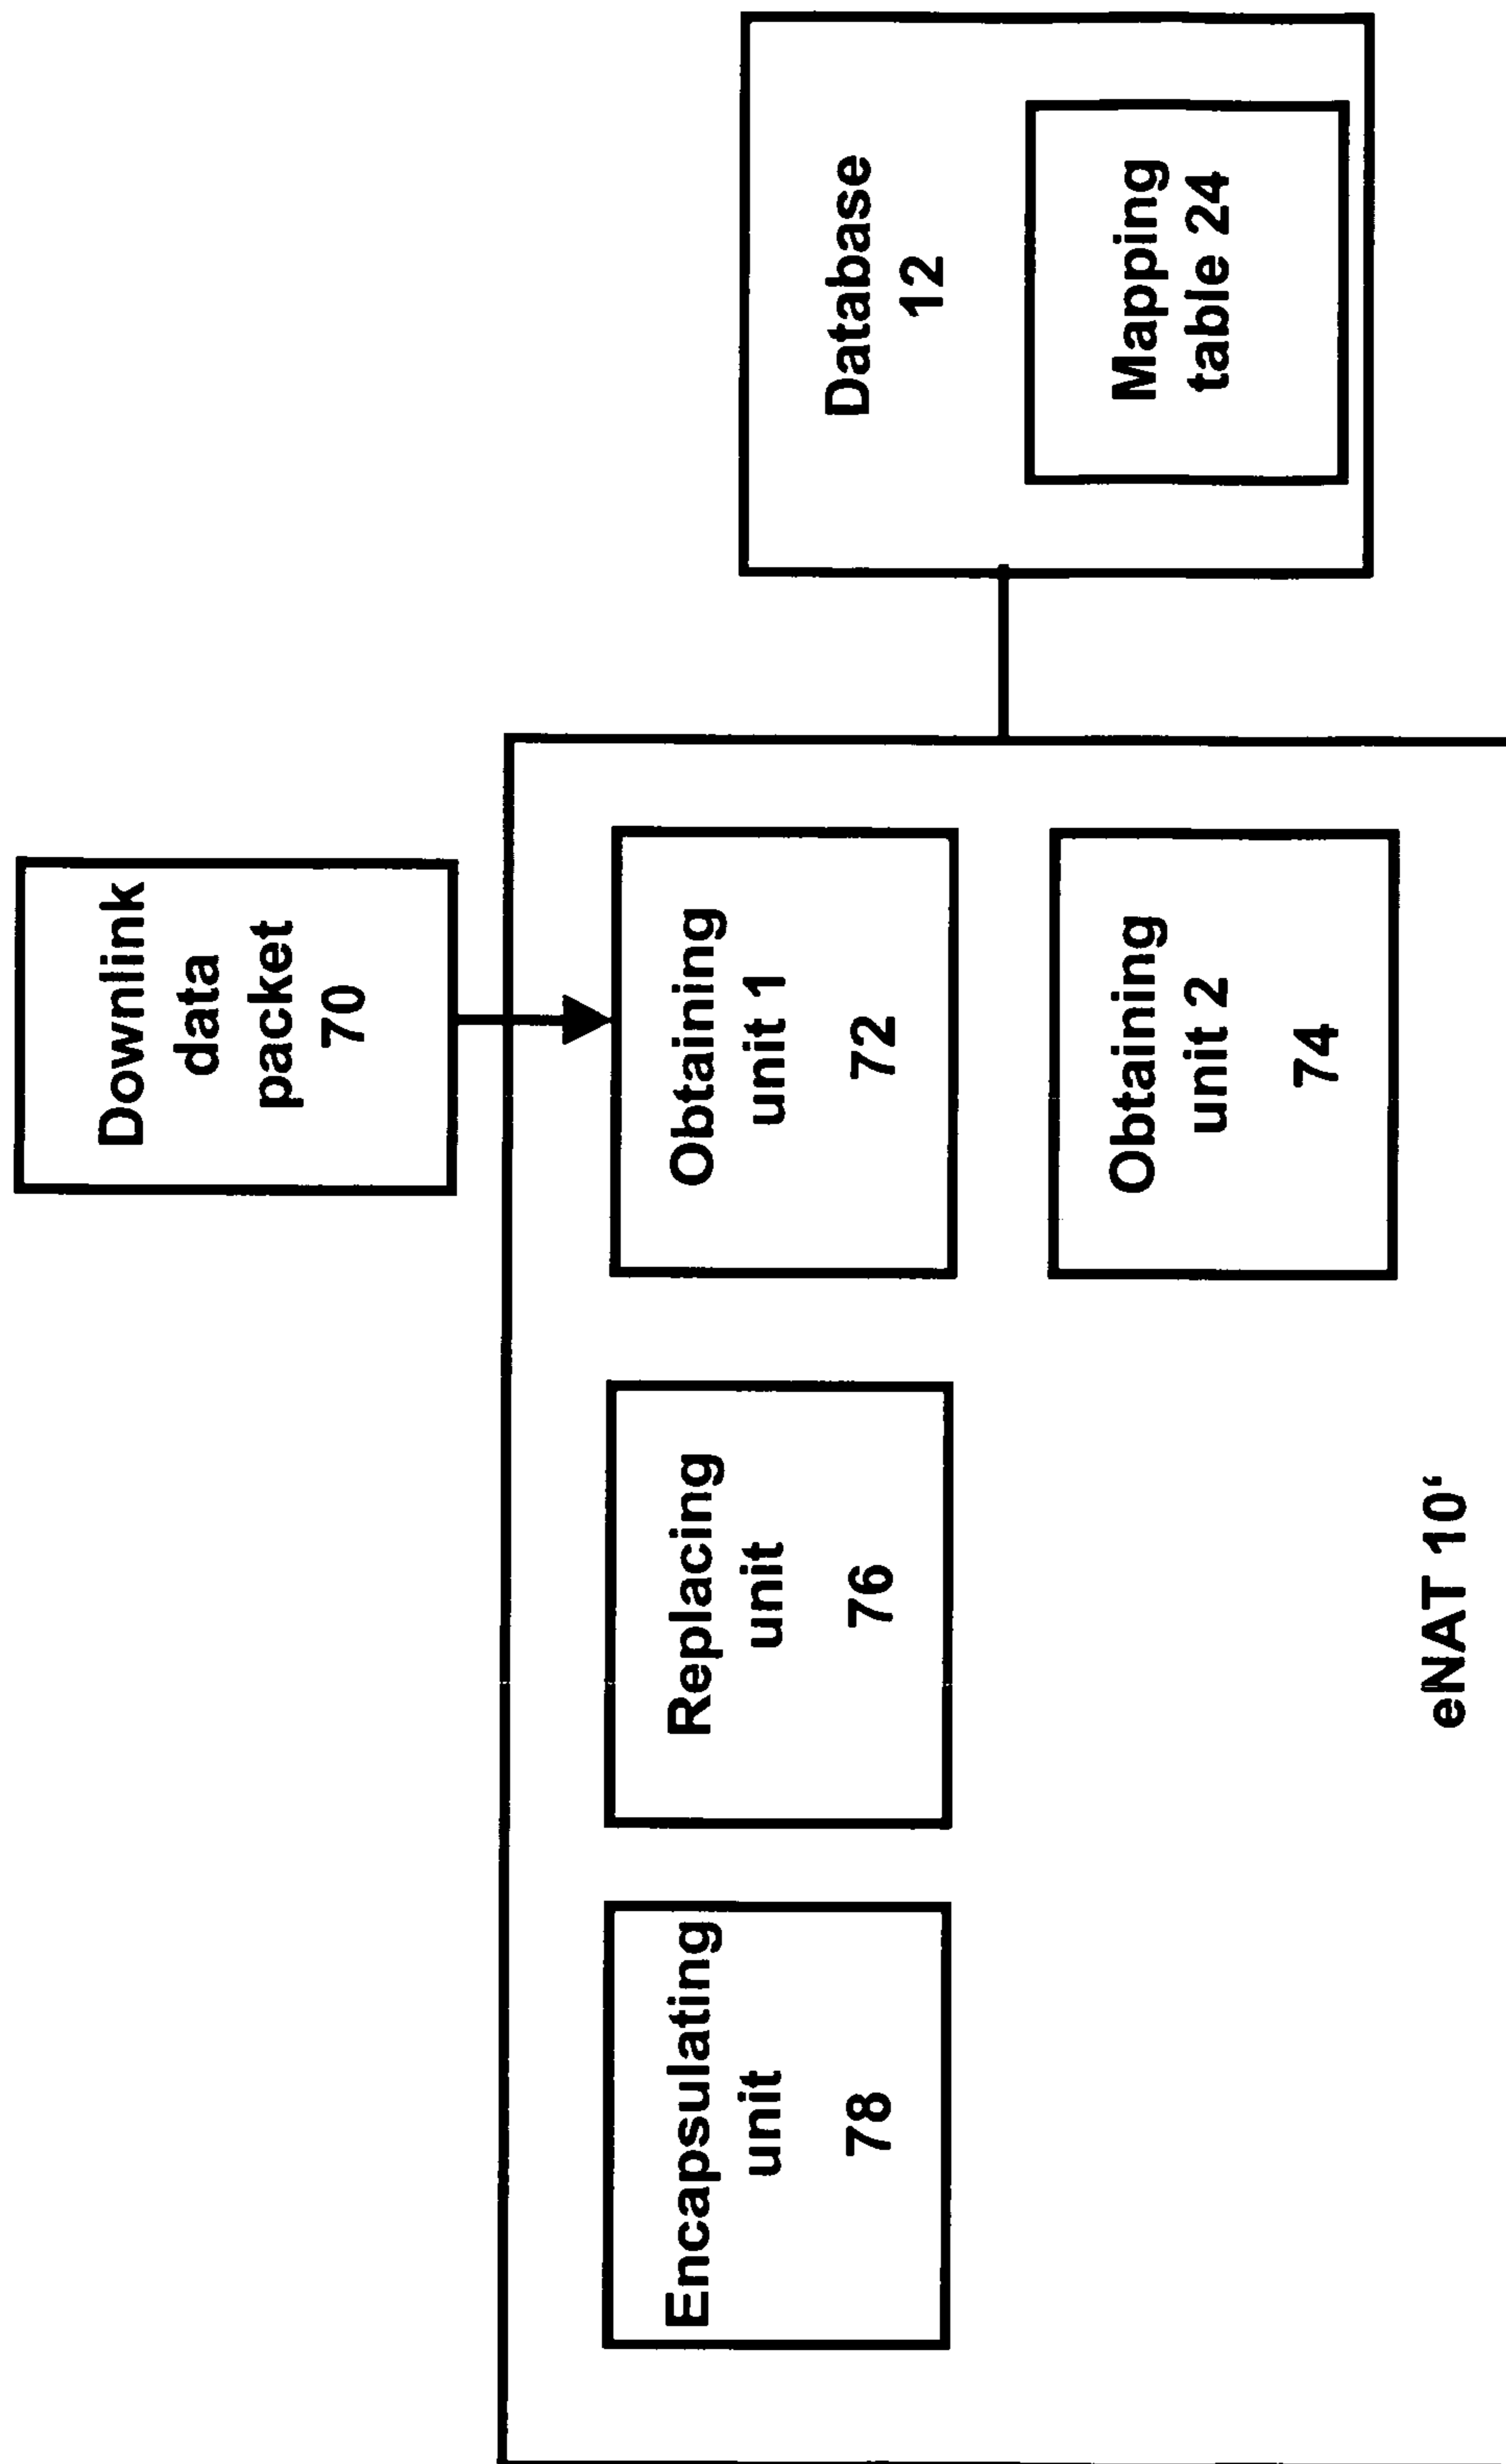 Downlink
data
packet
70
Encapsulating
unit
78
Replacing
unit
76
Obtaining
unit 1
72
Obtaining
unit 2
74
eNAT 10‘
Database
12
Mapping
table 24